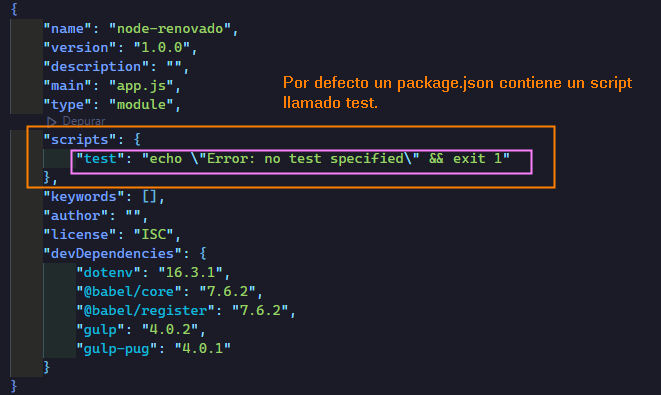 {
"name": "node-renovado",
"version": "1.0.0",
"description": "",
"main": "app.js",
"type": "module",
Por defecto un package.json contiene un script
llamado test.
Depurar
"scripts": {
"test": "echo \"Error: no test specified\" && exit 1"
},
"keywords": [],
"author": "",
"license": "ISC",
"devDependencies": {
"dotenv": "16.3.1",
"@babel/core": "7.6.2",
"@babel/register": "7.6.2",
"gulp": "4.0.2",
"gulp-pug": "4.0.1"
}
}